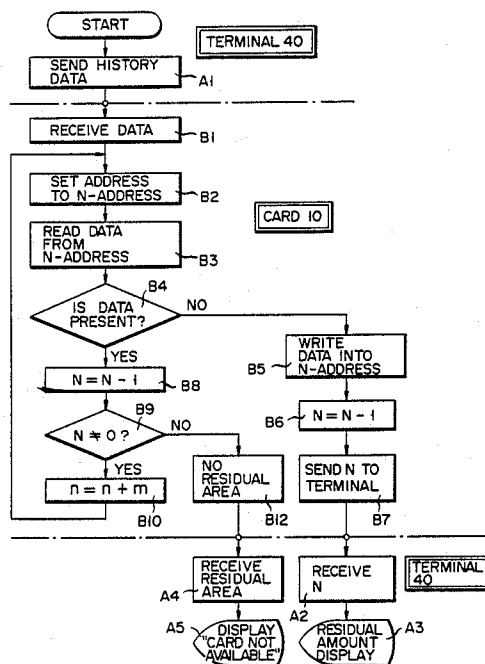 START
TERMINAL 40
SEND HISTORY
DATA
A1
RECEIVE DATA
B1
SET ADDRESS
TO N-ADDRESS
B2
CARD 10
READ DATA
FROM
N-ADDRESS
B3
B4
IS DATA
PRESENT?
NO
YES
WRITE
DATA INTO
N-ADDRESS
B5
N=N-1
B8
N=N-1
B6
B9
N≠0?
NO
YES
n=n+m
B10
NO
RESIDUAL
AREA
B12
SEND N TO
TERMINAL
B7
RECEIVE
RESIDUAL
AREA
A4
RECEIVE
N
A2
TERMINAL
40
A5
DISPLAY
"CARD NOT
AVAILABLE"
RESIDUAL
AMOUNT
DISPLAY
A3